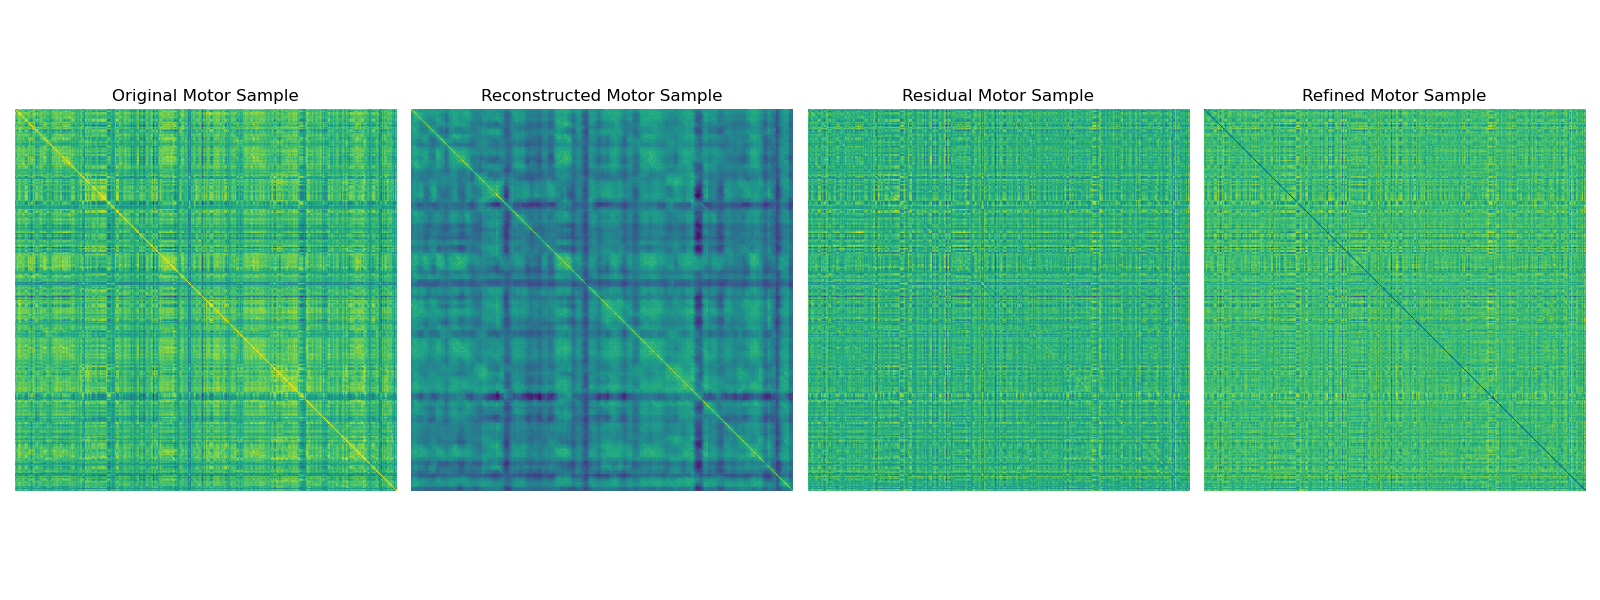 Original Motor Sample
Reconstructed Motor Sample
Residual Motor Sample
Refined Motor Sample